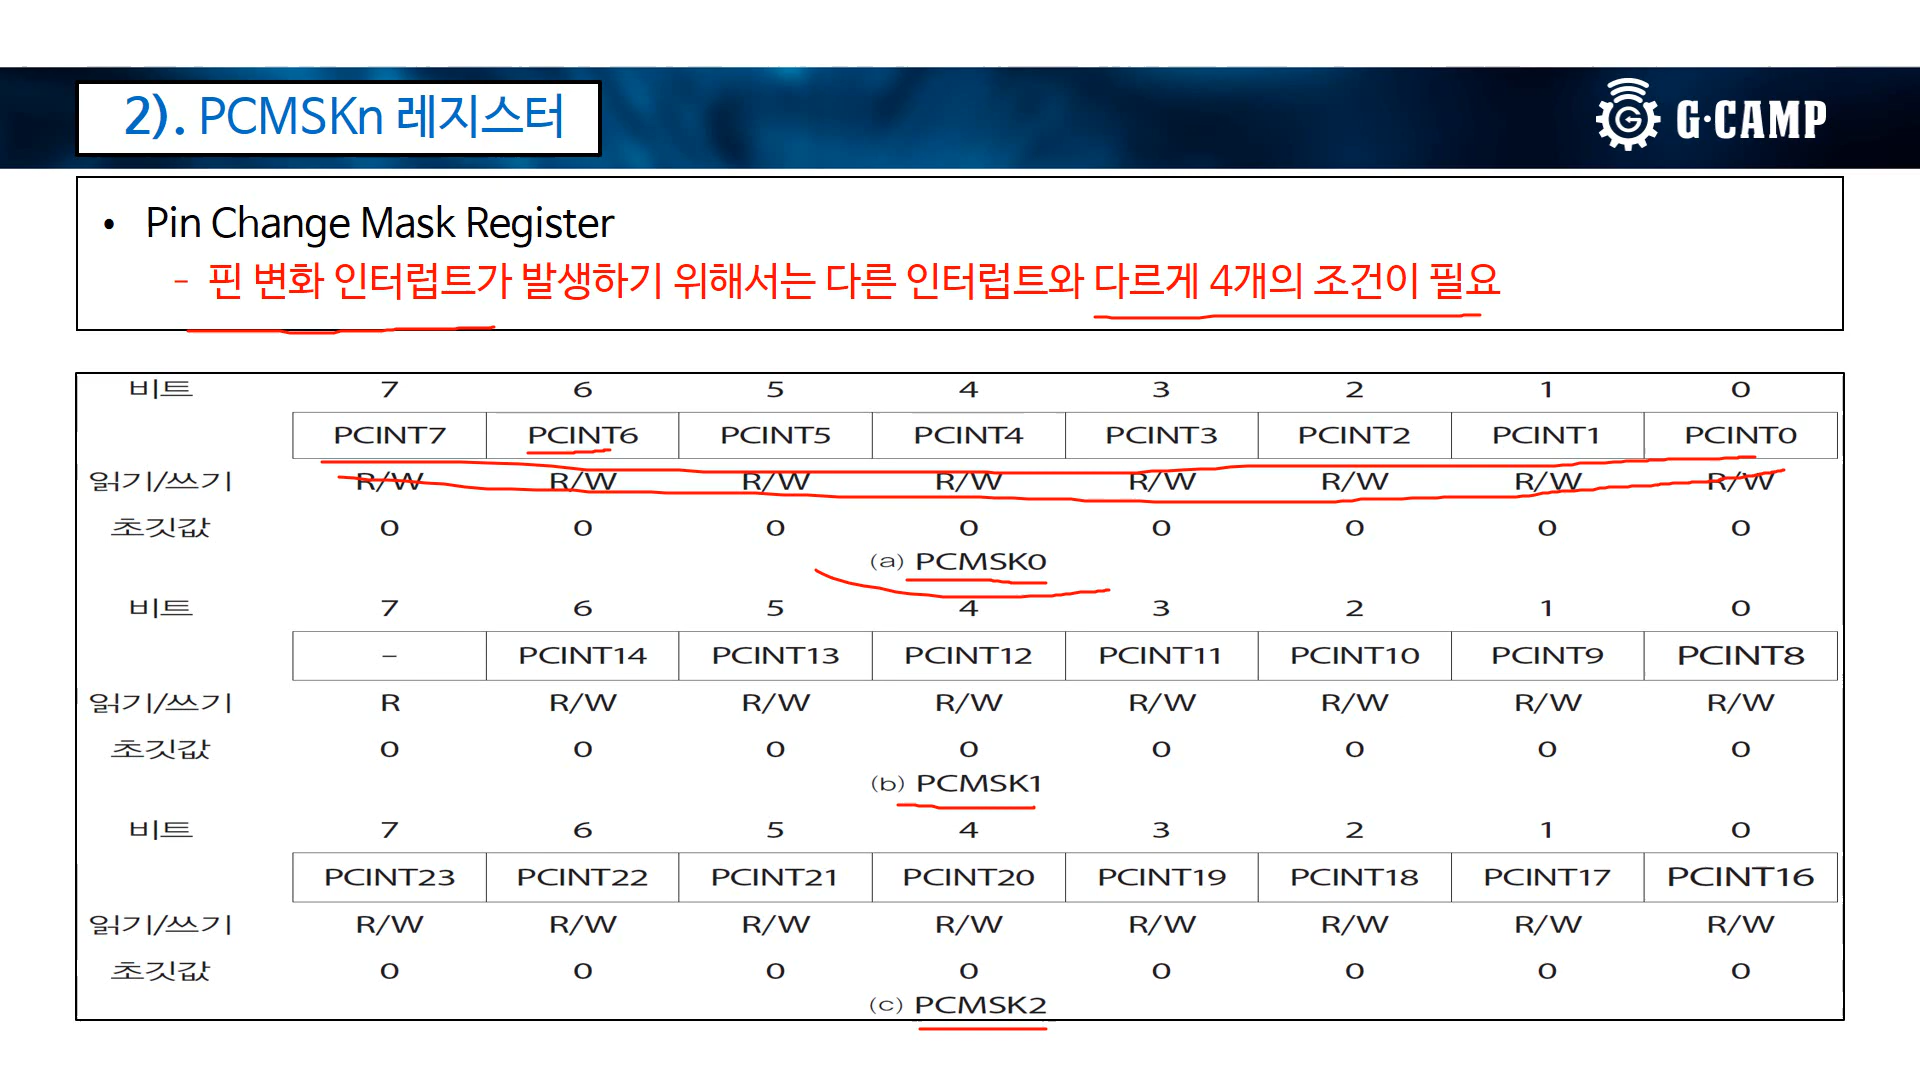 2). PCMSKn 레지스터
G·CAMP
• Pin Change Mask Register
- 핀 변화 인터럽트가 발생하기 위해서는 다른 인터럽트와 다르게 4개의 조건이 필요
비트 7 6 5 4 3 2 1 0
PCINT7 PCINT6 PCINT5 PCINT4 PCINT3 PCINT2 PCINT1 PCINT0
읽기/쓰기 R/W R/W R/W R/W R/W R/W R/W R/W
초깃값 0 0 0 0 0 0 0 0
(a) PCMSK0
비트 7 6 5 4 3 2 1 0
- PCINT14 PCINT13 PCINT12 PCINT11 PCINT10 PCINT9 PCINT8
읽기/쓰기 R R/W R/W R/W R/W R/W R/W R/W
초깃값 0 0 0 0 0 0 0 0
(b) PCMSK1
비트 7 6 5 4 3 2 1 0
PCINT23 PCINT22 PCINT21 PCINT20 PCINT19 PCINT18 PCINT17 PCINT16
읽기/쓰기 R/W R/W R/W R/W R/W R/W R/W R/W
초깃값 0 0 0 0 0 0 0 0
(c) PCMSK2